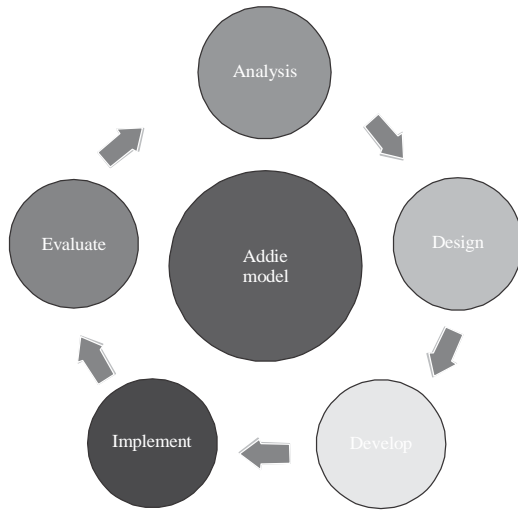 Analysis
Design
Develop
Implement
Evaluate
Addie
model